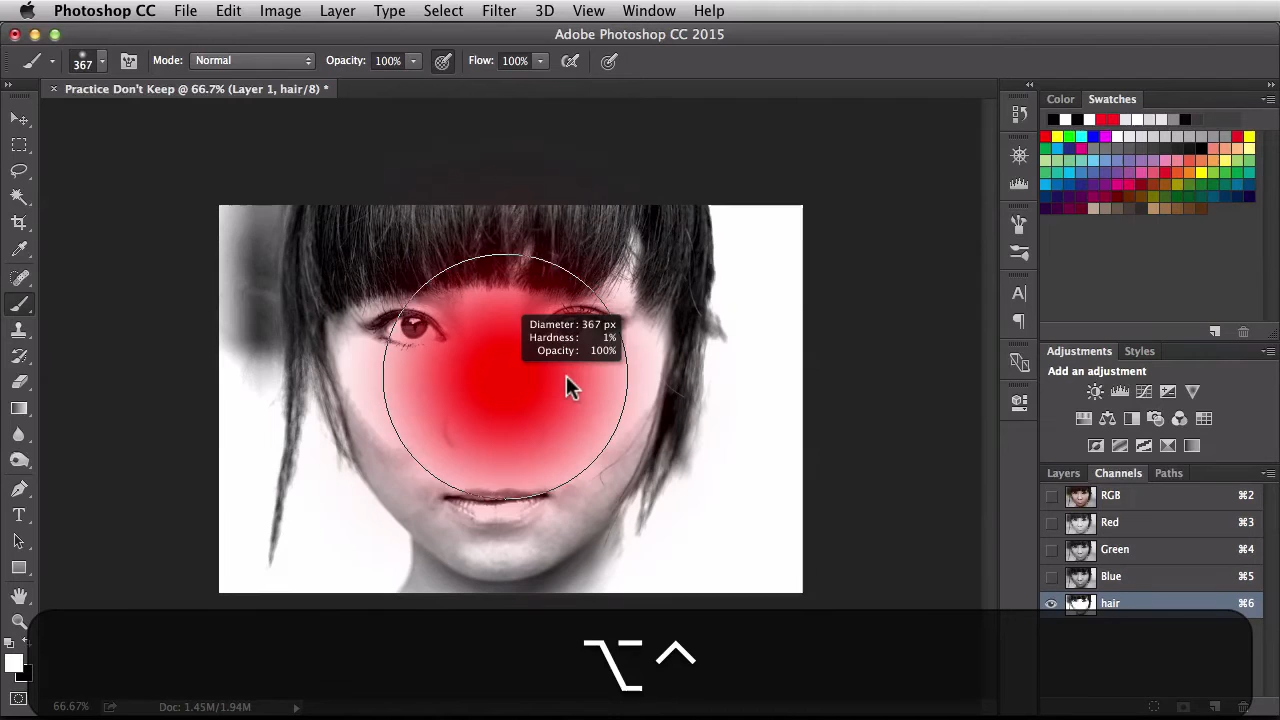 Photoshop CC File Edit Image Layer Type Select Filter 3D View Window Help
Adobe Photoshop CC 2015
367 Mode: Normal Opacity: 100% Flow: 100%
× Practice Don't Keep @ 66.7% (Layer 1, hair/8) *
Color Swatches
Diameter: 367 px
Hardness: 1%
Opacity: 100%
Adjustments Styles
Add an adjustment
Layers Channels Paths
RGB ⌘2
Red ⌘3
Green ⌘4
Blue ⌘5
hair ⌘6
⌥ ^
66.67% Doc: 1.45M/1.94M